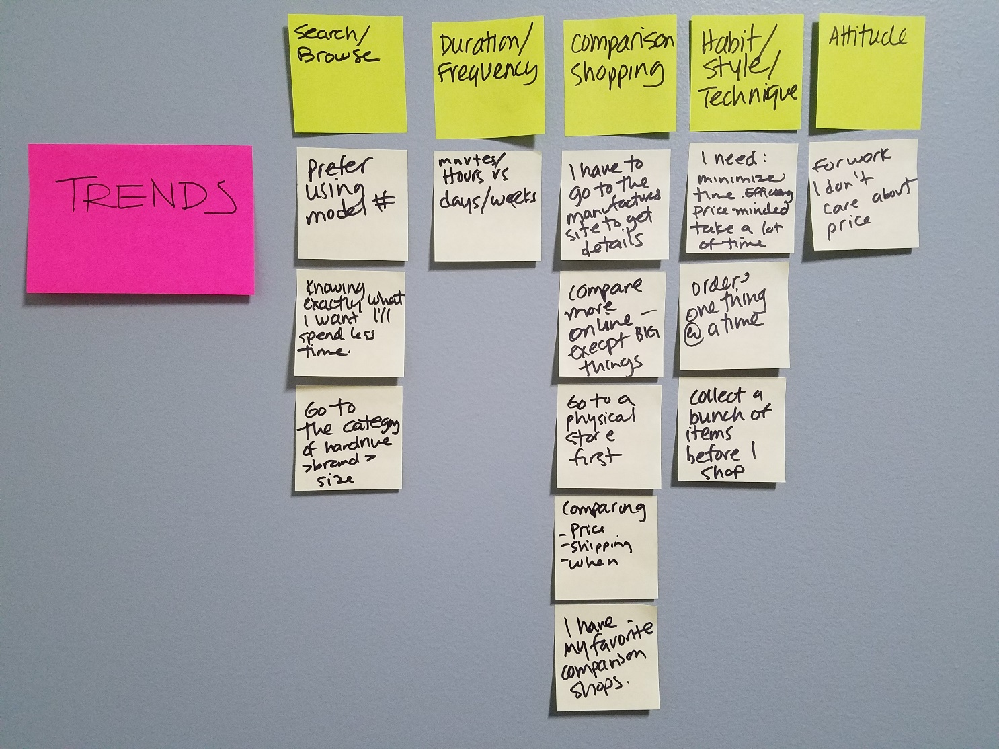 TRENDS
Search/
Browse
Prefer
using
model #
Knowing
exactly what
I want I'll
spend less
time.
Go to
the category
of hardrive
>brand>
size
Duration/
Frequency
mnutes/
Hours vs
days/weeks
Comparison
Shopping
I have to
go to the
manufactures
site to get
details
Compare
more
online –
execpt BIG
things
Go to a
physical
store
first
Comparing
- Price
- Shipping
- when
I have
my favorite
comparison
shops.
Habit/
Style/
Technique
I need:
minimize
time. Efficiency
Price-minded
take a lot
of time
orders
one thing
@ a time
collect a
bunch of
items
before I
shop
Attitude
For work
I don't
care about
price